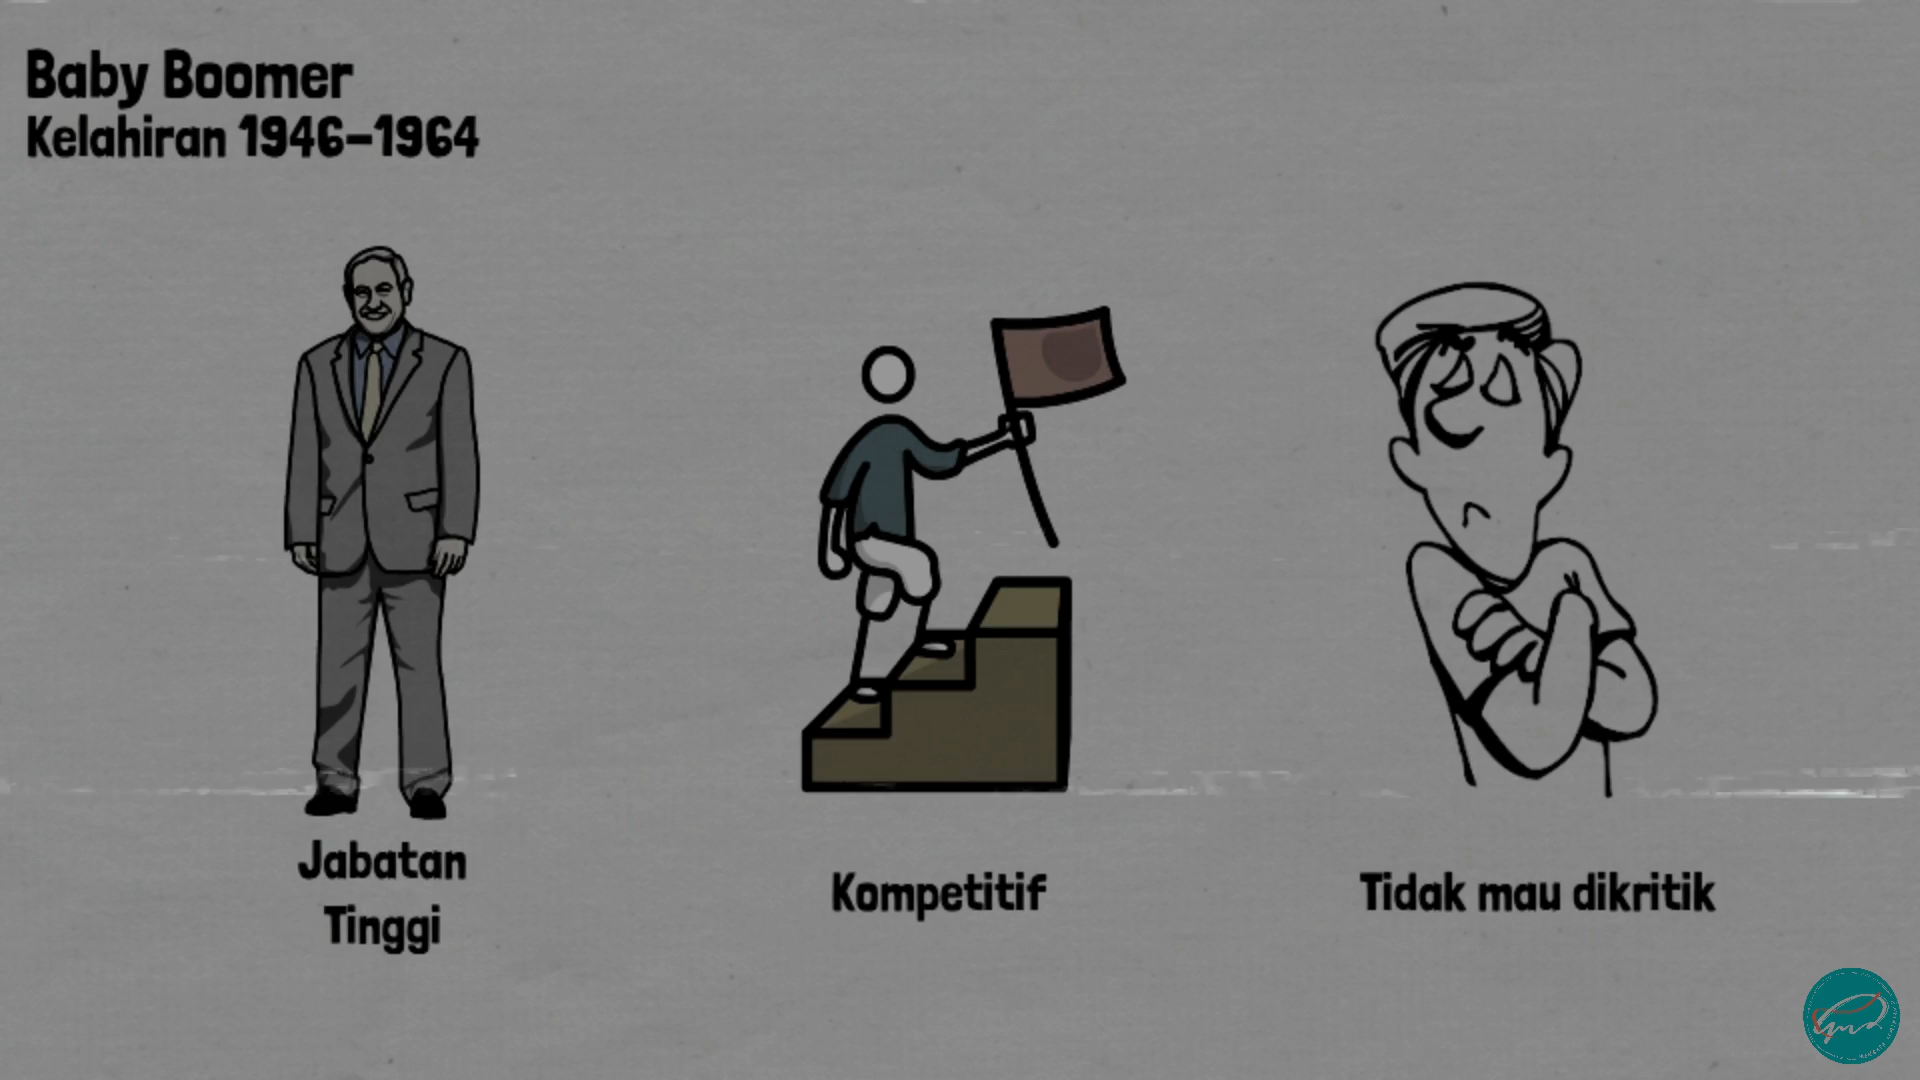 Baby Boomer
Kelahiran 1946–1964
Jabatan
Tinggi
Kompetitif
Tidak mau dikritik